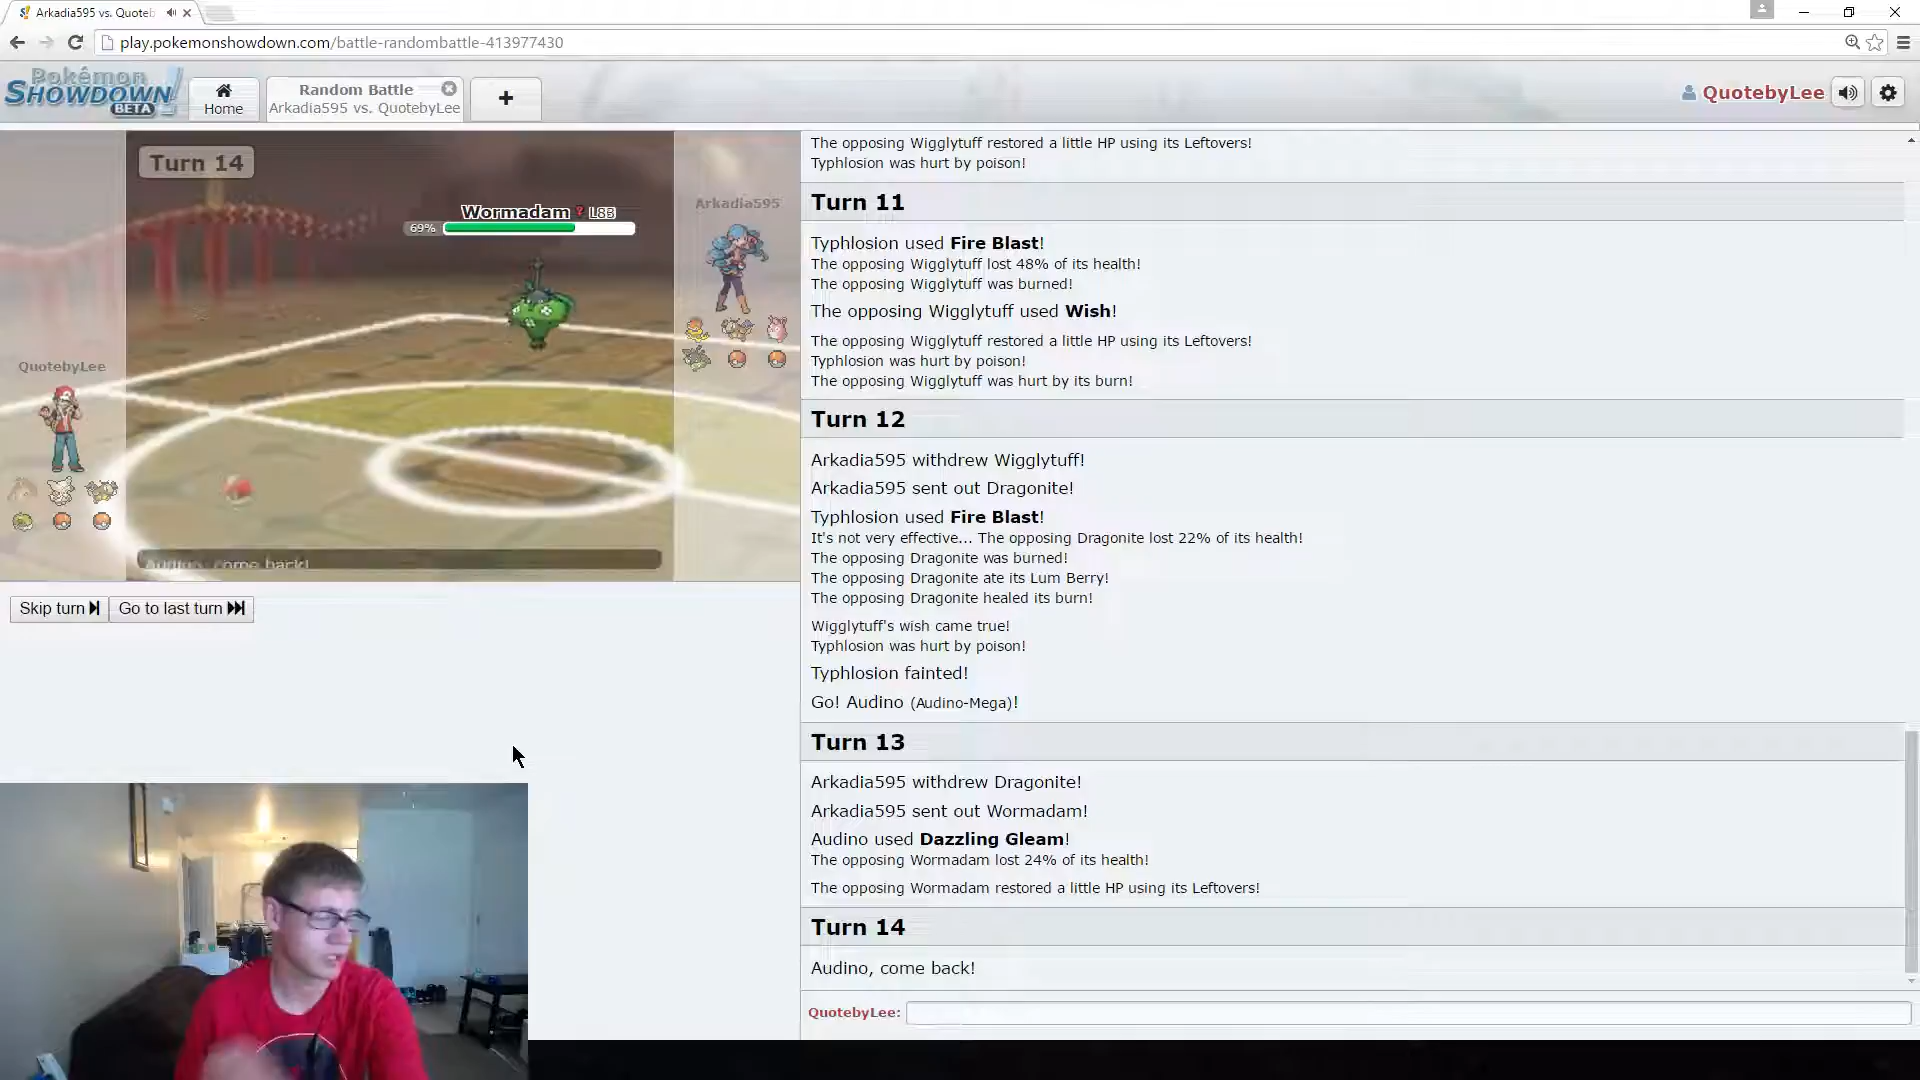 Arkadia595 vs. Quoteb
play.pokemonshowdown.com/battle-randombattle-413977430
Pokémon
SHOWDOWN!
BETA
Home
Random Battle
Arkadia595 vs. QuotebyLee
+
QuotebyLee
Turn 14
Wormadam L83
69%
Arkadia595
QuotebyLee
Audino, come back!
Skip turn
Go to last turn
The opposing Wigglytuff restored a little HP using its Leftovers!
Typhlosion was hurt by poison!
Turn 11
Typhlosion used Fire Blast!
The opposing Wigglytuff lost 48% of its health!
The opposing Wigglytuff was burned!
The opposing Wigglytuff used Wish!
The opposing Wigglytuff restored a little HP using its Leftovers!
Typhlosion was hurt by poison!
The opposing Wigglytuff was hurt by its burn!
Turn 12
Arkadia595 withdrew Wigglytuff!
Arkadia595 sent out Dragonite!
Typhlosion used Fire Blast!
It's not very effective... The opposing Dragonite lost 22% of its health!
The opposing Dragonite was burned!
The opposing Dragonite ate its Lum Berry!
The opposing Dragonite healed its burn!
Wigglytuff's wish came true!
Typhlosion was hurt by poison!
Typhlosion fainted!
Go! Audino (Audino-Mega)!
Turn 13
Arkadia595 withdrew Dragonite!
Arkadia595 sent out Wormadam!
Audino used Dazzling Gleam!
The opposing Wormadam lost 24% of its health!
The opposing Wormadam restored a little HP using its Leftovers!
Turn 14
Audino, come back!
QuotebyLee: